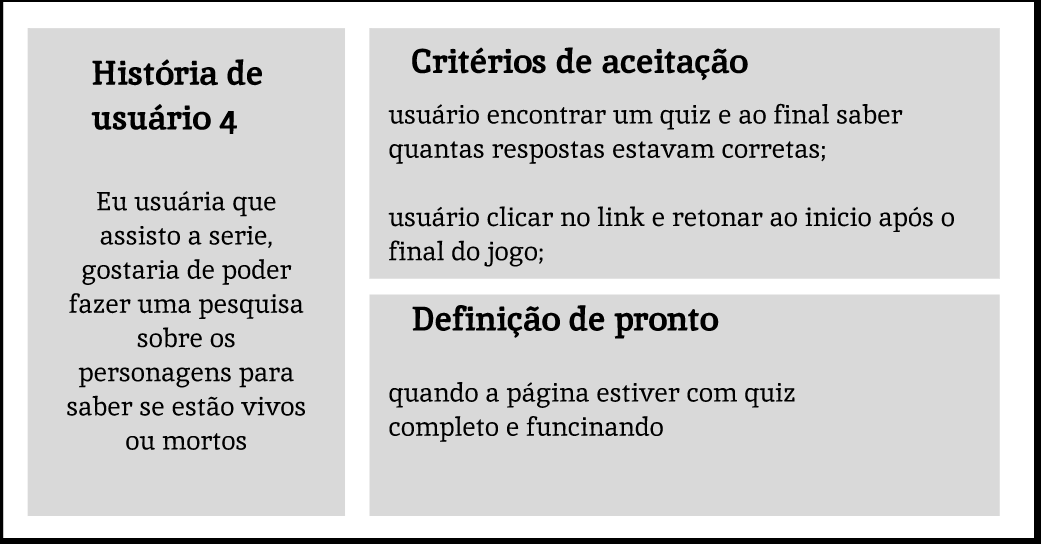 História de
usuário 4
Eu usuária que
assisto a serie,
gostaria de poder
fazer uma pesquisa
sobre os
personagens para
saber se estão vivos
ou mortos
Critérios de aceitação
usuário encontrar um quiz e ao final saber
quantas respostas estavam corretas;
usuário clicar no link e retonar ao inicio após o
final do jogo;
Definição de pronto
quando a página estiver com quiz
completo e funcinando